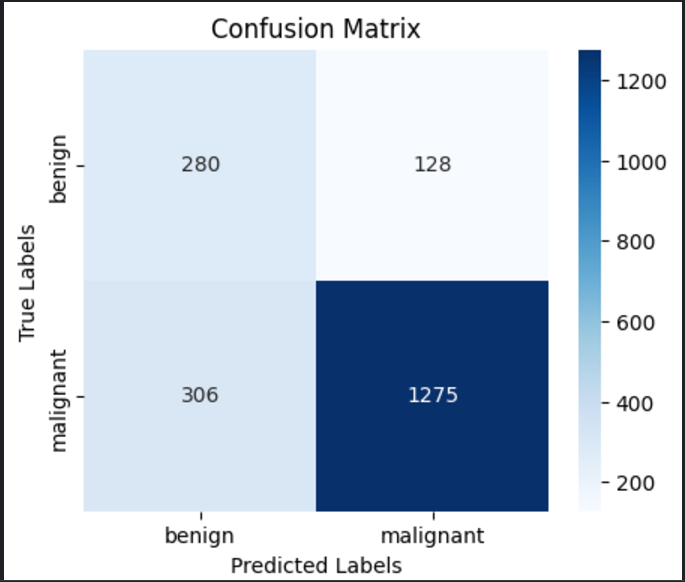 Confusion Matrix
True Labels
benign
280
128
malignant
306
1275
benign
malignant
Predicted Labels
1200
1000
800
600
400
200